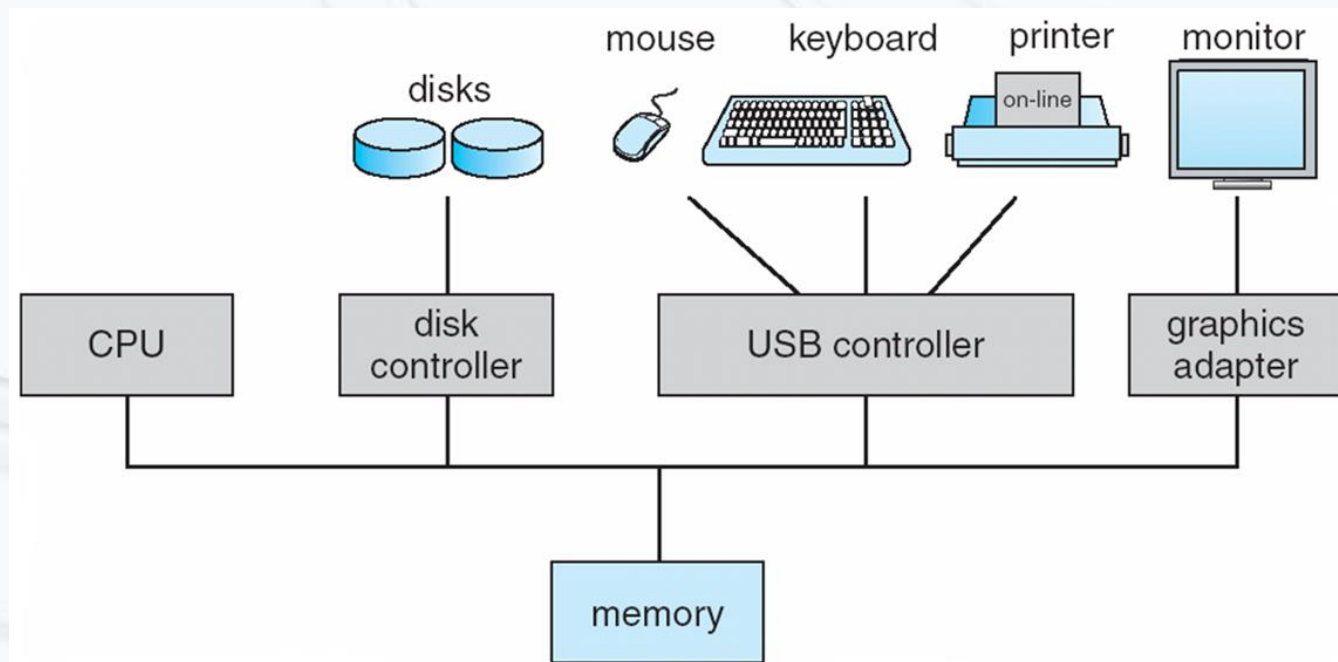 mouse
keyboard
printer
monitor
disks
on-line
CPU
disk
controller
USB controller
graphics
adapter
memory